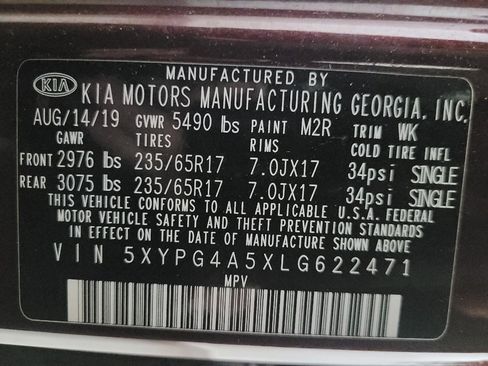 MANUFACTURED BY
KIA KIA MOTORS MANUFACTURING GEORGIA, INC.
AUG/14/19 GVWR 5490 lbs PAINT M2R TRIM WK
GAWR TIRES RIMS COLD TIRE INFL
FRONT 2976 lbs 235/65R17 7.0JX17 34psi SINGLE
REAR 3075 lbs 235/65R17 7.0JX17 34psi SINGLE
THIS VEHICLE CONFORMS TO ALL APPLICABLE U.S.A. FEDERAL
MOTOR VEHICLE SAFETY AND THEFT PREVENTION STANDARDS
IN EFFECT ON THE DATE OF MANUFACTURE SHOWN ABOVE.
VIN 5XYPG4A5XLG622471
MPV